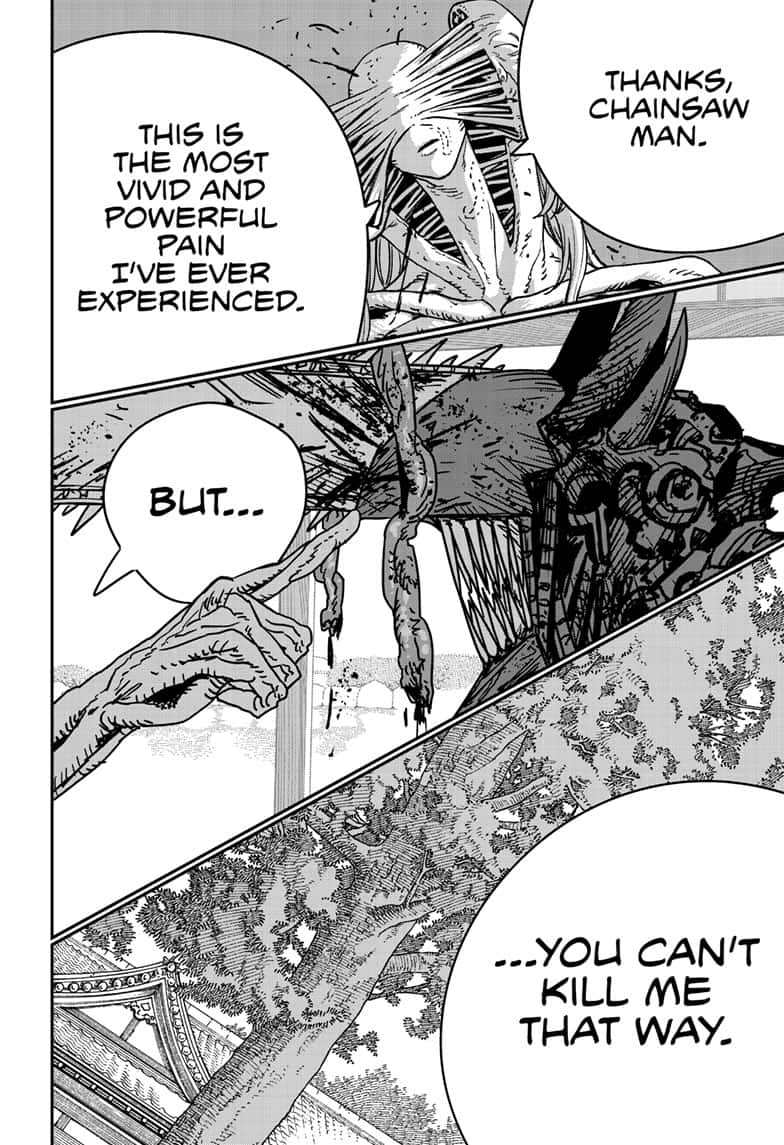 THANKS,
CHAINSAW
MAN.
THIS IS
THE MOST
VIVID AND
POWERFUL
PAIN
I'VE EVER
EXPERIENCED.
BUT...
...YOU CAN'T
KILL ME
THAT WAY.